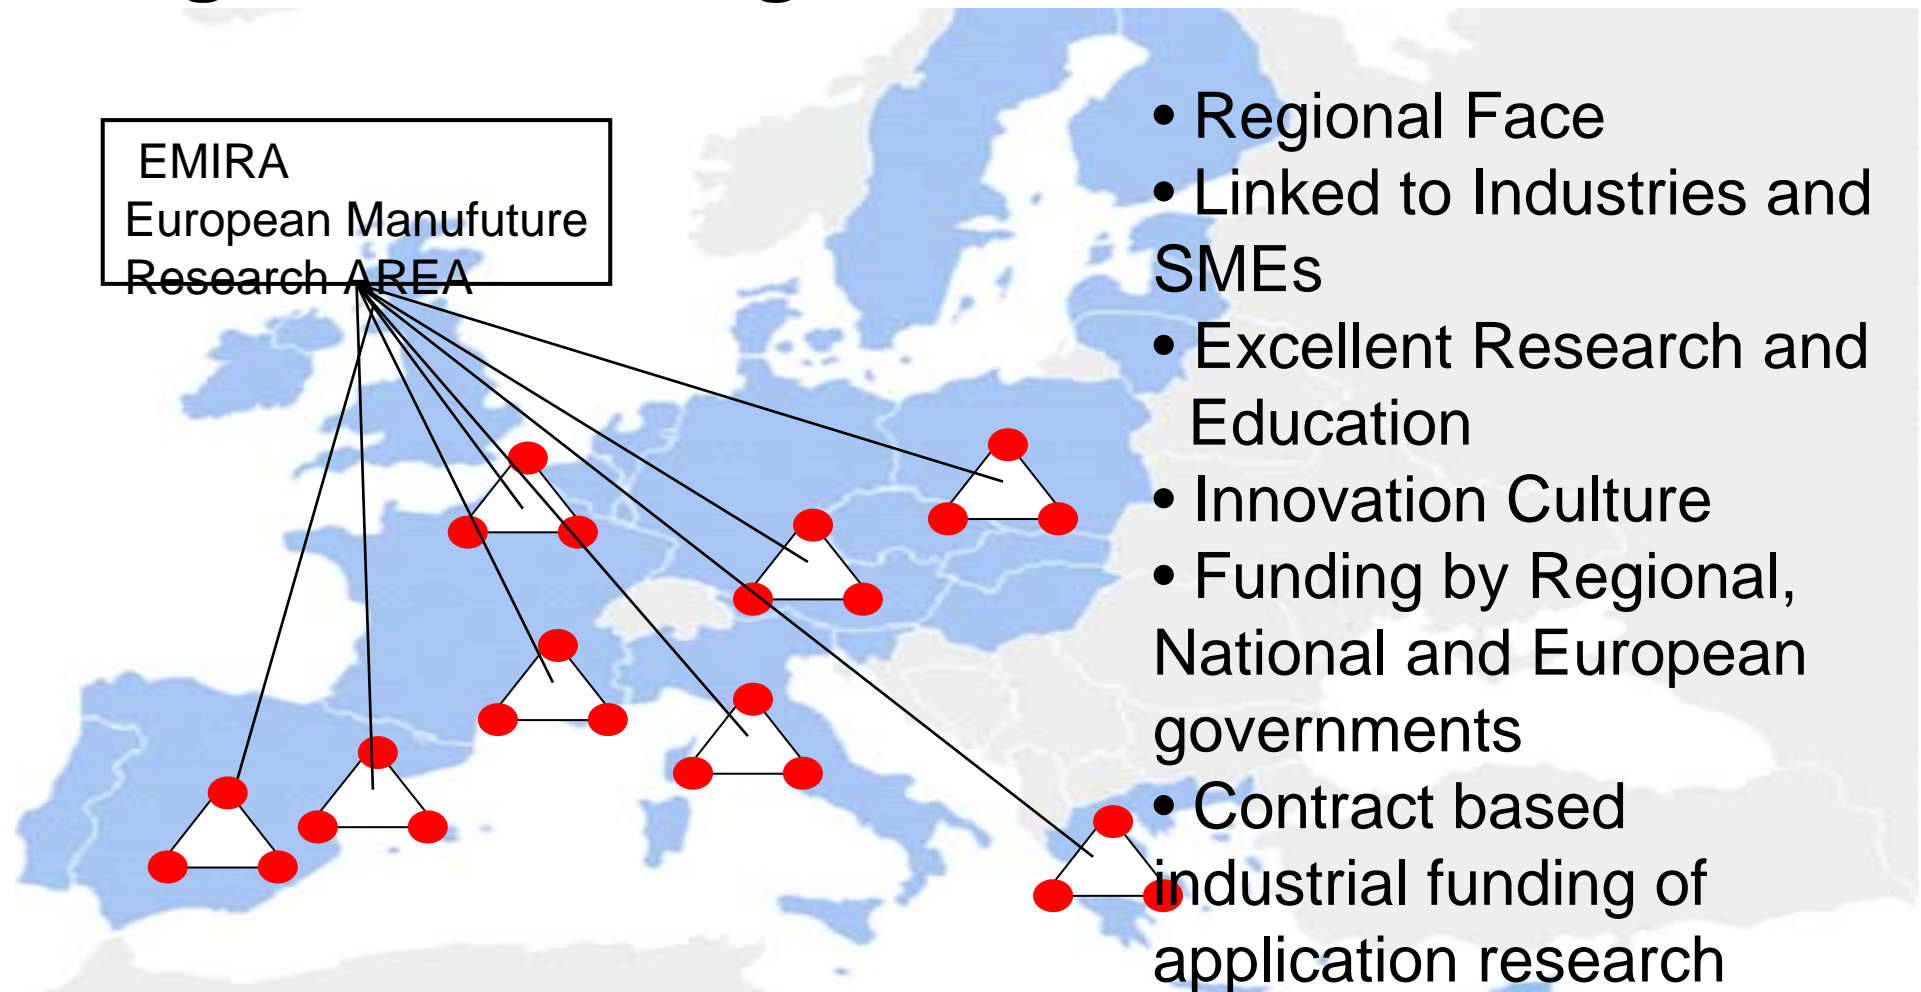 EMIRA
European Manufuture
Research AREA
• Regional Face
• Linked to Industries and
SMEs
• Excellent Research and
Education
• Innovation Culture
• Funding by Regional,
National and European
governments
• Contract based
industrial funding of
application research